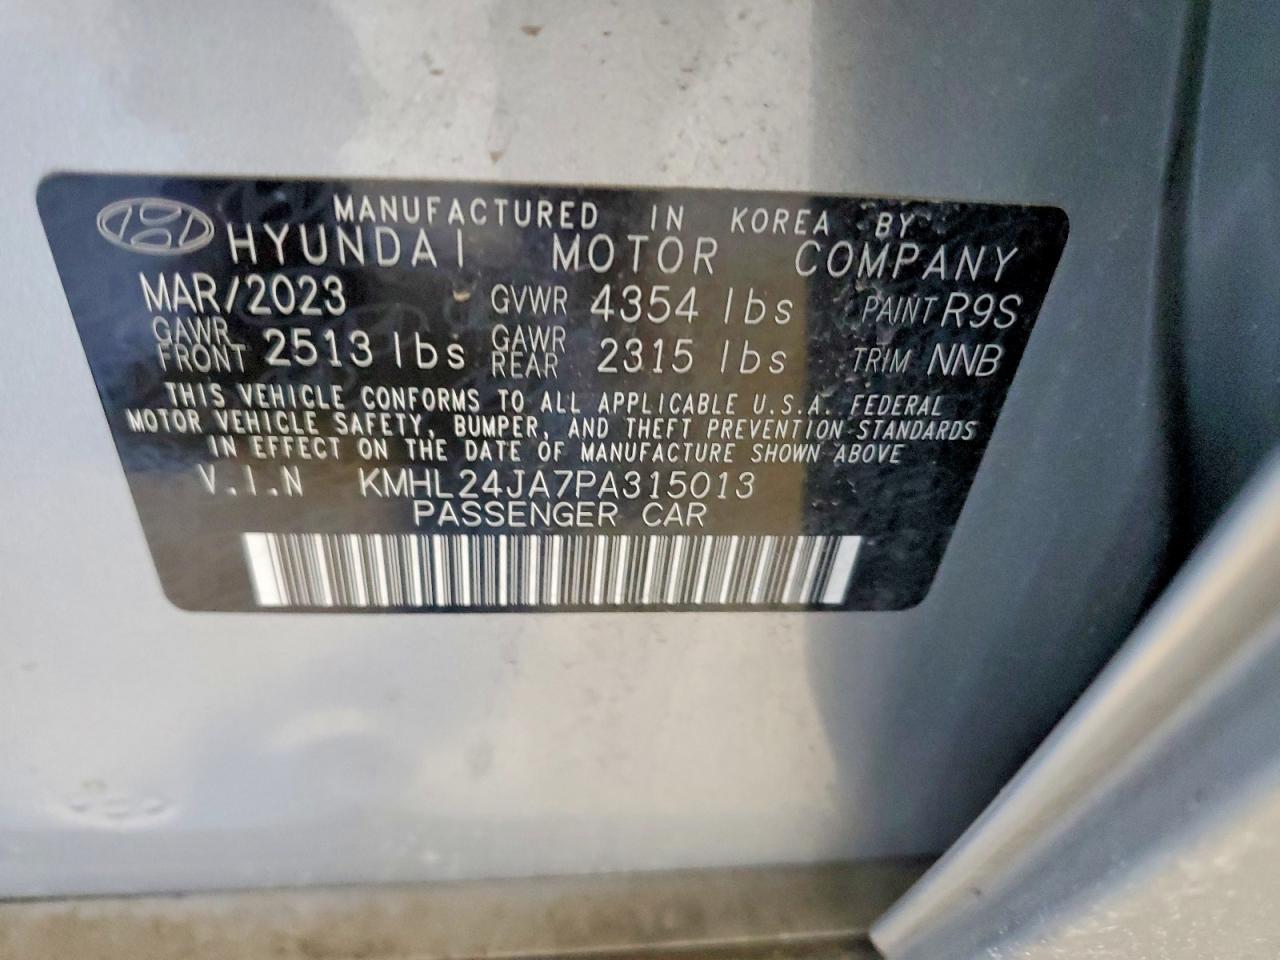 MANUFACTURED IN KOREA BY
HYUNDAI MOTOR COMPANY
MAR/2023 GVWR 4354 lbs PAINT R9S
GAWR FRONT 2513 lbs GAWR REAR 2315 lbs TRIM NNB
THIS VEHICLE CONFORMS TO ALL APPLICABLE U.S.A. FEDERAL
MOTOR VEHICLE SAFETY, BUMPER, AND THEFT PREVENTION STANDARDS
IN EFFECT ON THE DATE OF MANUFACTURE SHOWN ABOVE
V.I.N KMHL24JA7PA315013
PASSENGER CAR